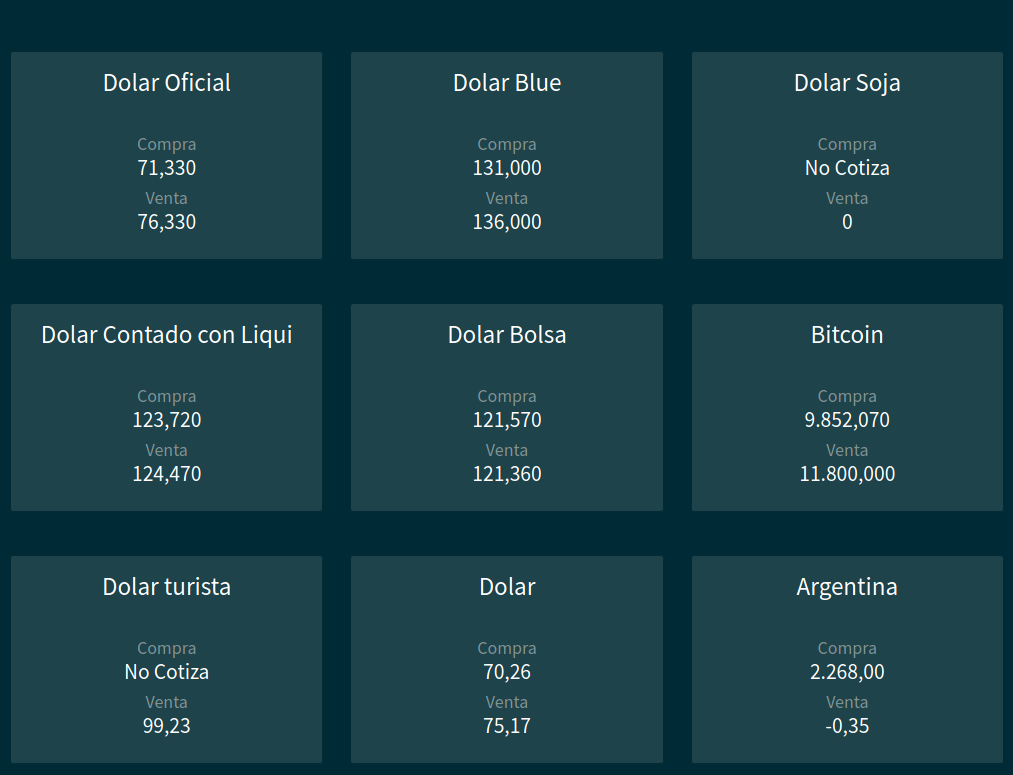 Dolar Oficial
Compra
71,330
Venta
76,330
Dolar Blue
Compra
131,000
Venta
136,000
Dolar Soja
Compra
No Cotiza
Venta
0
Dolar Contado con Liqui
Compra
123,720
Venta
124,470
Dolar Bolsa
Compra
121,570
Venta
121,360
Bitcoin
Compra
9.852,070
Venta
11.800,000
Dolar turista
Compra
No Cotiza
Venta
99,23
Dolar
Compra
70,26
Venta
75,17
Argentina
Compra
2.268,00
Venta
-0,35